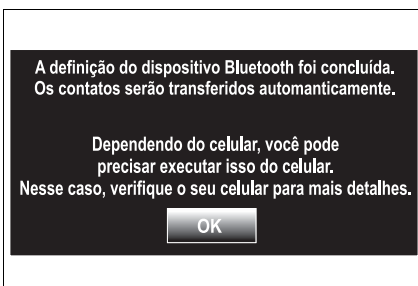 A definição do dispositivo Bluetooth foi concluída.
Os contatos serão transferidos automanticamente.
Dependendo do celular, você pode
precisar executar isso do celular.
Nesse caso, verifique o seu celular para mais detalhes.
OK